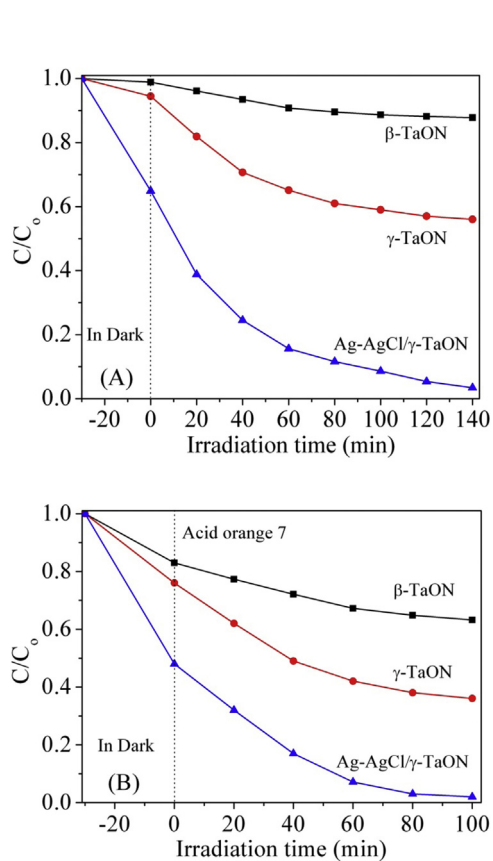 1.0
0.8
0.6
0.4
0.2
0.0
C/Co
β-TaON
γ-TaON
Ag-AgCl/γ-TaON
In Dark
(A)
-20 0 20 40 60 80 100 120 140
Irradiation time (min)
1.0
0.8
0.6
0.4
0.2
0.0
C/Co
Acid orange 7
β-TaON
γ-TaON
Ag-AgCl/γ-TaON
In Dark
(B)
0 20 40 60 80 100
Irradiation time (min)